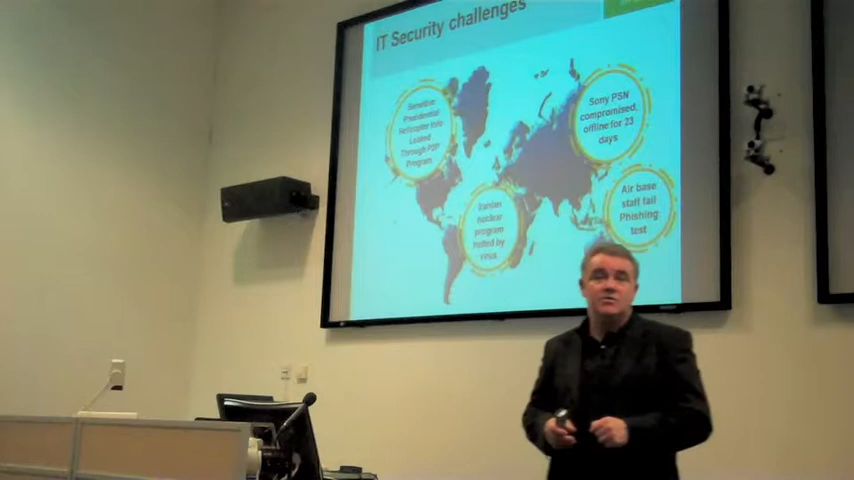 IT Security challenges
Sensitive
Presidential
Helicopter Info
Leaked
Through P2P
Program
Sony PSN
compromised,
offline for 23
days
Iranian
nuclear
program
halted by
virus
Air base
staff fail
Phishing
test